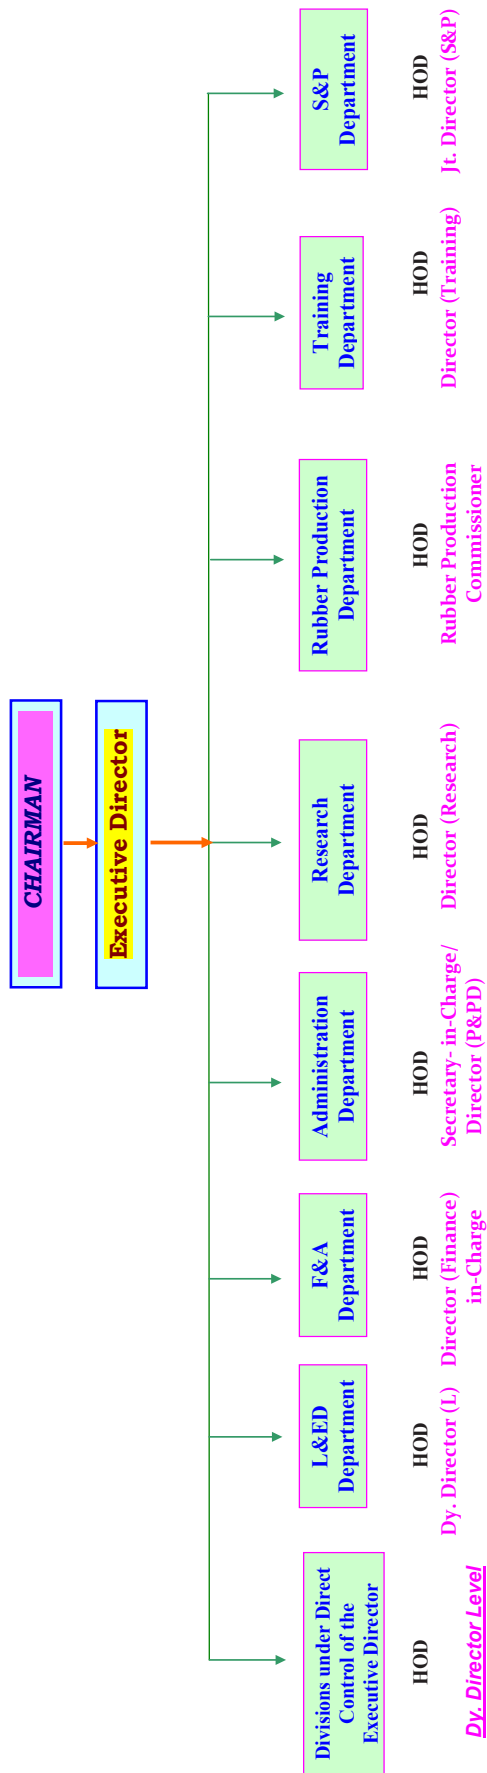 CHAIRMAN
Executive Director
Divisions under Direct
Control of the
Executive Director
L&ED
Department
F&A
Department
Administration
Department
Research
Department
Rubber Production
Department
Training
Department
S&P
Department
HOD
HOD
HOD
HOD
HOD
HOD
HOD
HOD
Dy. Director Level
Dy. Director (L)
Director (Finance)
in-Charge
Secretary- in-Charge/
Director (P&PD)
Director (Research)
Rubber Production
Commissioner
Director (Training)
Jt. Director (S&P)